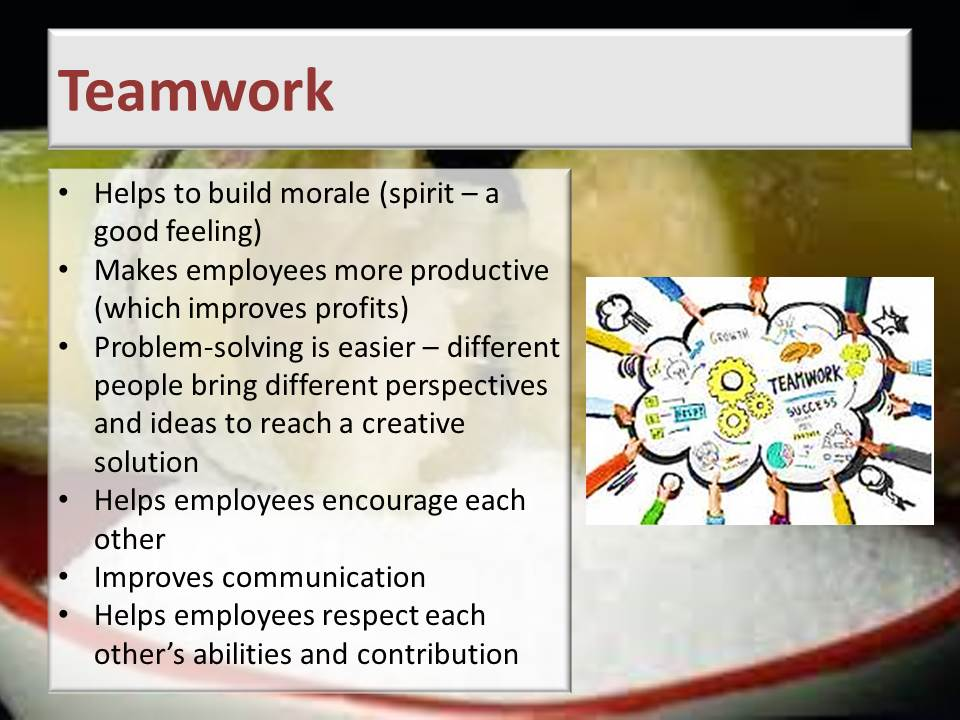 Teamwork
• Helps to build morale (spirit – a
good feeling)
• Makes employees more productive
(which improves profits)
• Problem-solving is easier – different
people bring different perspectives
and ideas to reach a creative
solution
• Helps employees encourage each
other
• Improves communication
• Helps employees respect each
other’s abilities and contribution
GROWTH
TEAMWORK
SUCCESS